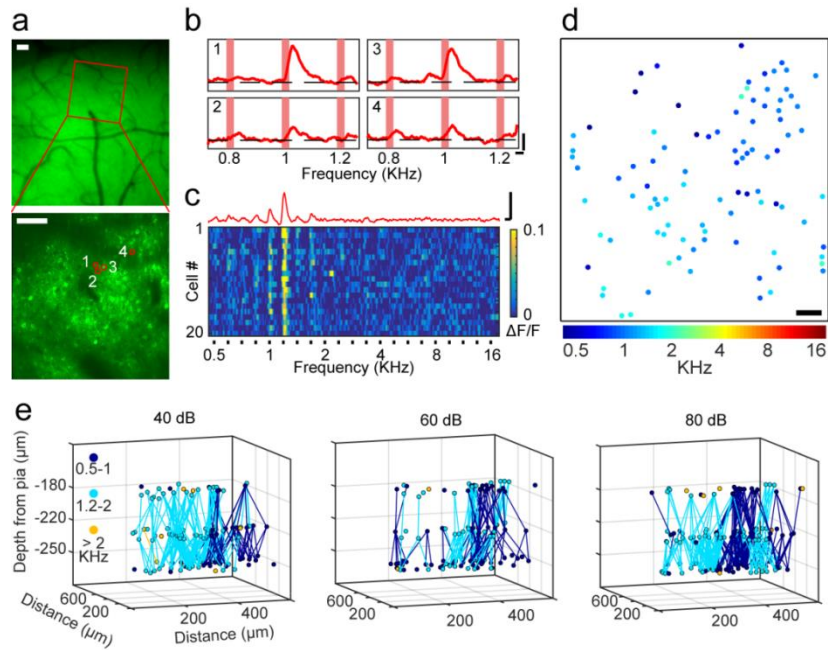 a
1
2
3
4
b
1
3
2
4
0.8 1 1.2 0.8 1 1.2
Frequency (KHz)
c
1
Cell #
20
0.1
0
ΔF/F
0.5 1 2 4 8 16
Frequency (KHz)
d
0.5 1 2 4 8 16
KHz
e
40 dB 60 dB 80 dB
Depth from pia (µm)
-180
-220
-250
0.5-1
1.2-2
> 2
KHz
600
200
Distance (µm)
200 400
Distance (µm)
600
200
200 400
600
200
200 400